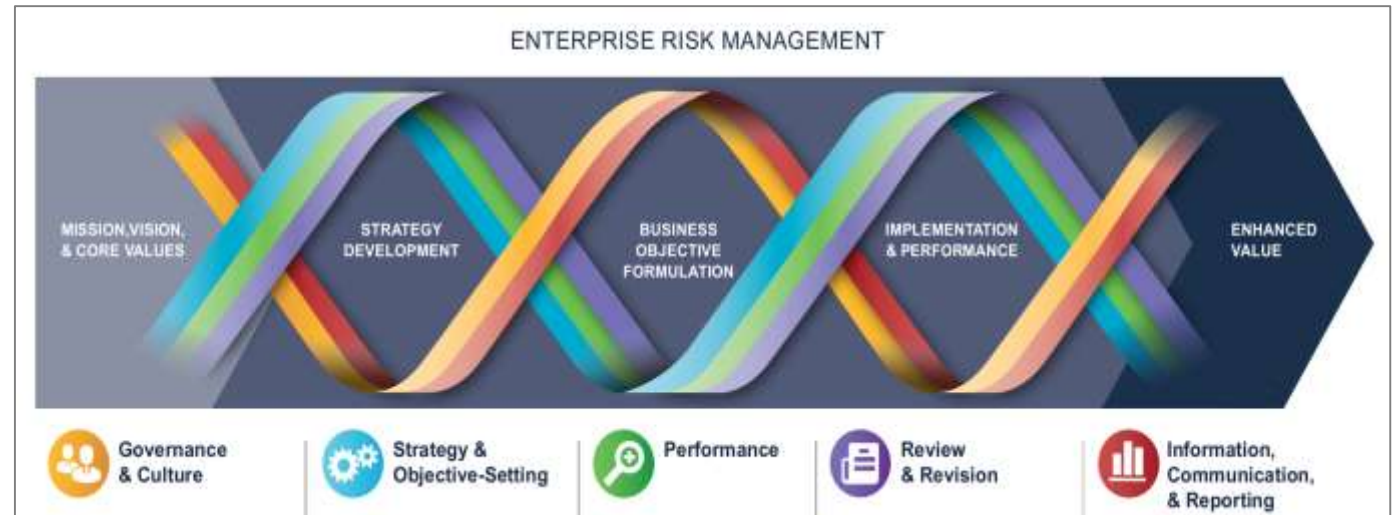 ENTERPRISE RISK MANAGEMENT
MISSION,VISION,
& CORE VALUES
STRATEGY
DEVELOPMENT
BUSINESS
OBJECTIVE
FORMULATION
IMPLEMENTATION
& PERFORMANCE
ENHANCED
VALUE
Governance
& Culture
Strategy &
Objective-Setting
Performance
Review
& Revision
Information,
Communication,
& Reporting